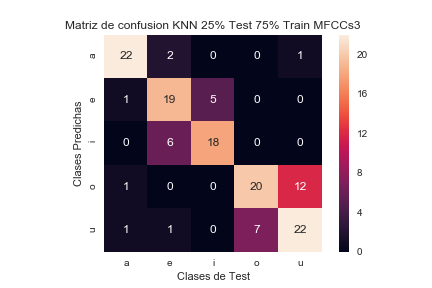 Matriz de confusion KNN 25% Test 75% Train MFCCs3
a 22 2 0 0 1
e 1 19 5 0 0
i 0 6 18 0 0
o 1 0 0 20 12
u 1 1 0 7 22
a e i o u
Clases de Test
Clases Predichas
20
16
12
8
4
0